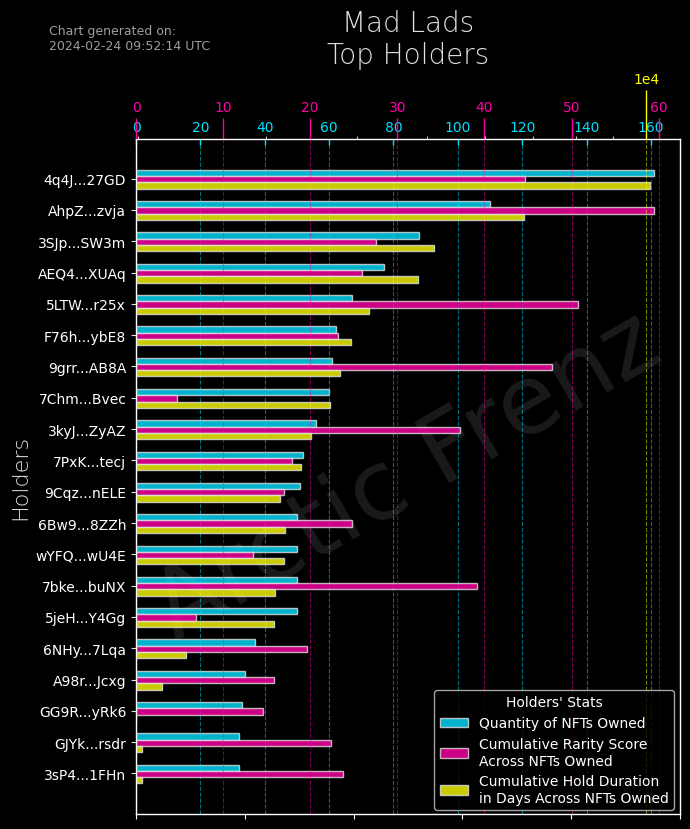 Chart generated on:
2024-02-24 09:52:14 UTC
Mad Lads
Top Holders
1e4
0 10 20 30 40 50 60
0 20 40 60 80 100 120 140 160
Holders
4q4J...27GD
AhpZ...zvja
3SJp...SW3m
AEQ4...XUAq
5LTW...r25x
F76h...ybE8
9grr...AB8A
7Chm...Bvec
3kyJ...ZyAZ
7PxK...tecj
9Cqz...nELE
6Bw9...8ZZh
wYFQ...wU4E
7bke...buNX
5jeH...Y4Gg
6NHy...7Lqa
A98r...Jcxg
GG9R...yRk6
GJYk...rsdr
3sP4...1FHn
Arctic Frenz
Holders' Stats
Quantity of NFTs Owned
Cumulative Rarity Score
Across NFTs Owned
Cumulative Hold Duration
in Days Across NFTs Owned